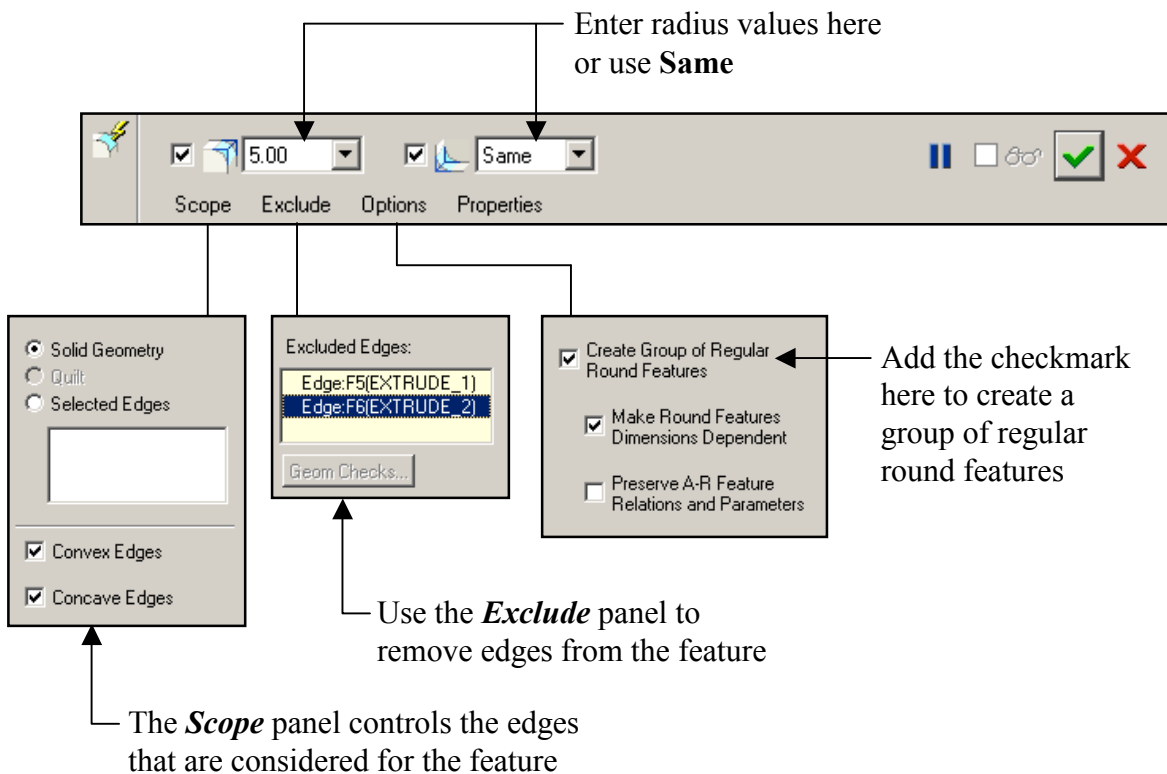 Enter radius values here
or use Same
5.00
Same
Scope Exclude Options Properties
Solid Geometry
Quilt
Selected Edges
Convex Edges
Concave Edges
Excluded Edges:
Edge:F5(EXTRUDE_1)
Edge:F6(EXTRUDE_2)
Geom Checks...
Create Group of Regular
Round Features
Make Round Features
Dimensions Dependent
Preserve A-R Feature
Relations and Parameters
Add the checkmark
here to create a
group of regular
round features
Use the Exclude panel to
remove edges from the feature
The Scope panel controls the edges
that are considered for the feature